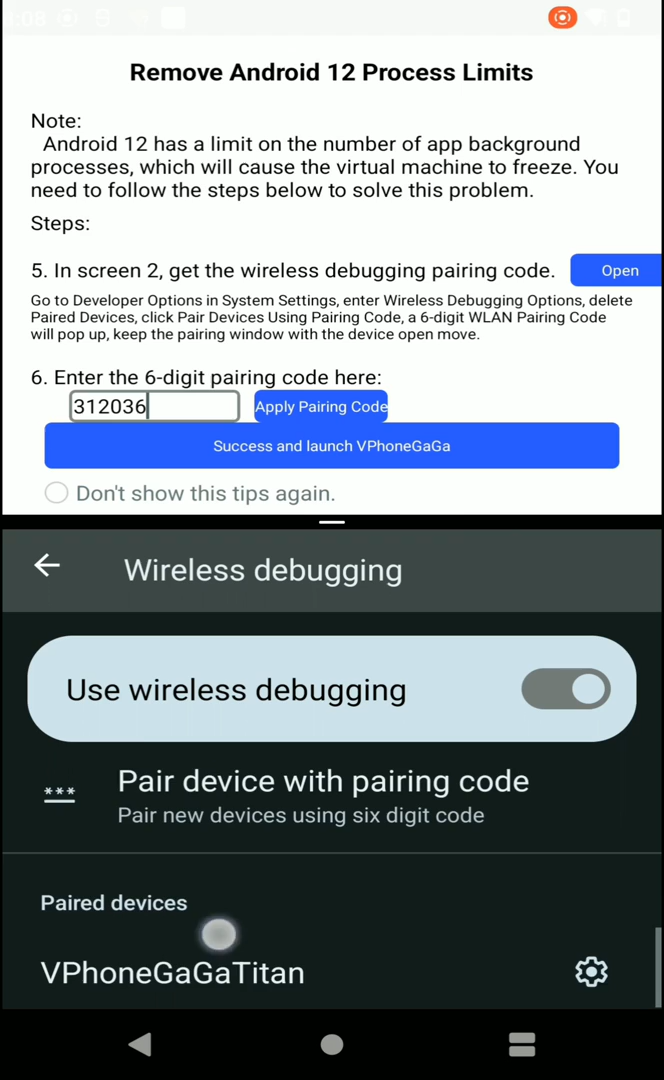 :08
Remove Android 12 Process Limits
Note:
Android 12 has a limit on the number of app background
processes, which will cause the virtual machine to freeze. You
need to follow the steps below to solve this problem.
Steps:
5. In screen 2, get the wireless debugging pairing code.
Open
Go to Developer Options in System Settings, enter Wireless Debugging Options, delete
Paired Devices, click Pair Devices Using Pairing Code, a 6-digit WLAN Pairing Code
will pop up, keep the pairing window with the device open move.
6. Enter the 6-digit pairing code here:
312036
Apply Pairing Code
Success and launch VPhoneGaGa
Don't show this tips again.
Wireless debugging
Use wireless debugging
***
Pair device with pairing code
Pair new devices using six digit code
Paired devices
VPhoneGaGaTitan